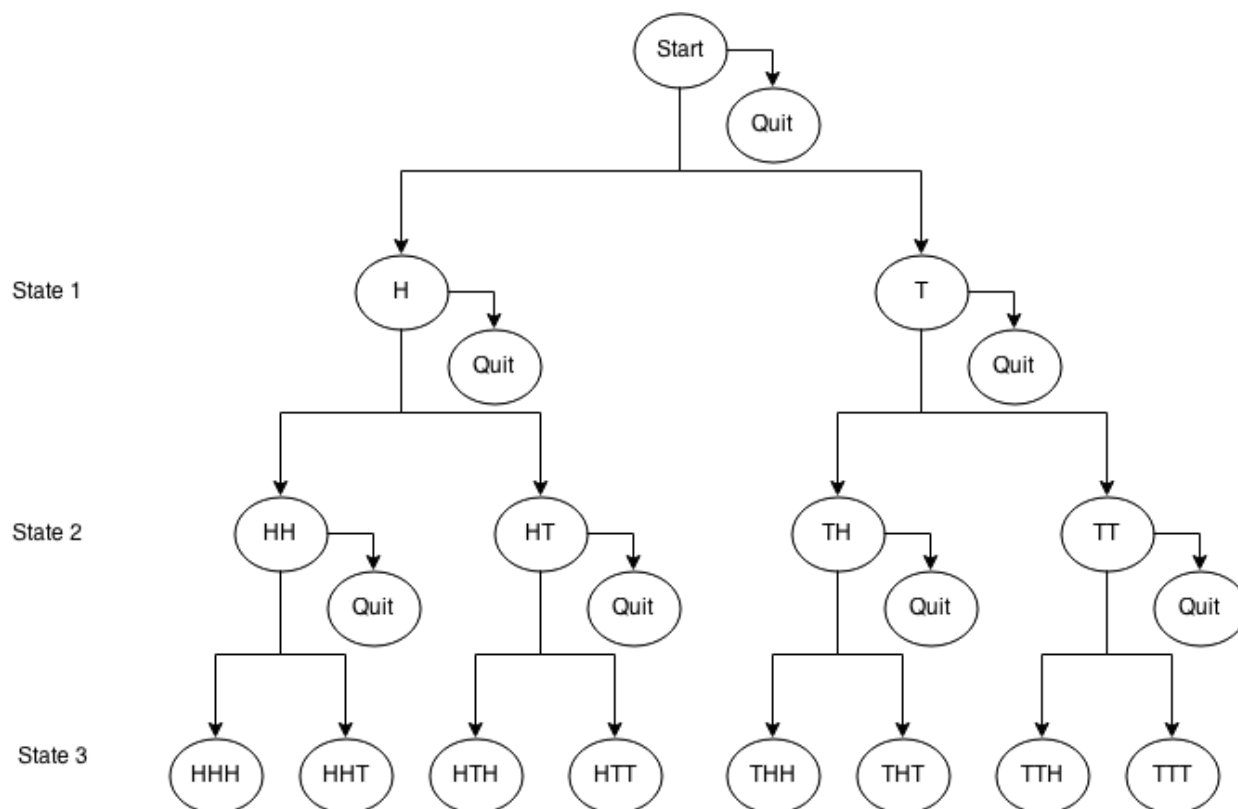 Start
Quit
State 1
H
T
Quit
Quit
State 2
HH
HT
TH
TT
Quit
Quit
Quit
Quit
State 3
HHH
HHT
HTH
HTT
THH
THT
TTH
TTT